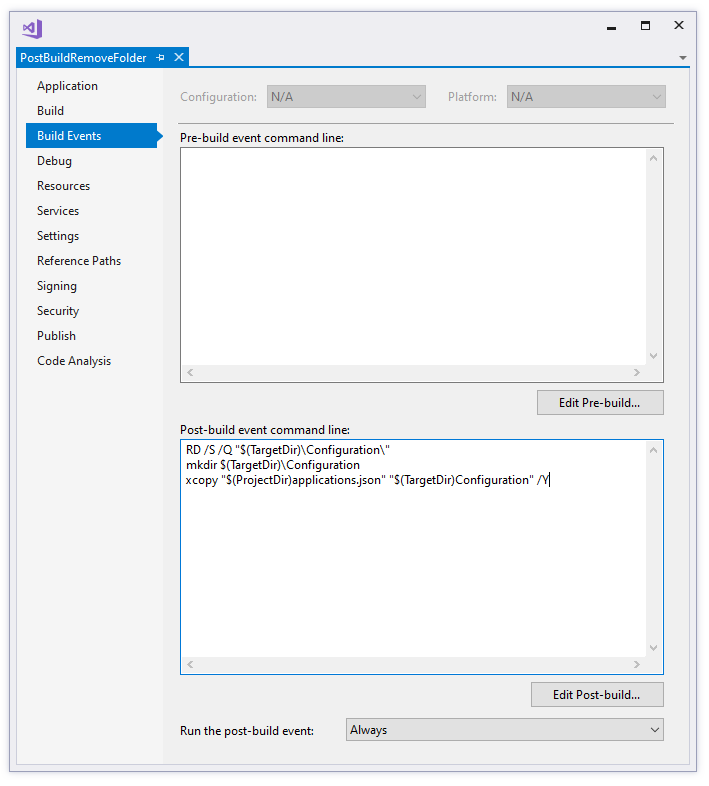 PostBuildRemoveFolder
Application
Build
Build Events
Debug
Resources
Services
Settings
Reference Paths
Signing
Security
Publish
Code Analysis
Configuration: N/A Platform: N/A
Pre-build event command line:
Edit Pre-build...
Post-build event command line:
RD /S /Q "$(TargetDir)\Configuration\"
mkdir $(TargetDir)\Configuration
xcopy "$(ProjectDir)applications.json" "$(TargetDir)Configuration" /Y
Edit Post-build...
Run the post-build event: Always